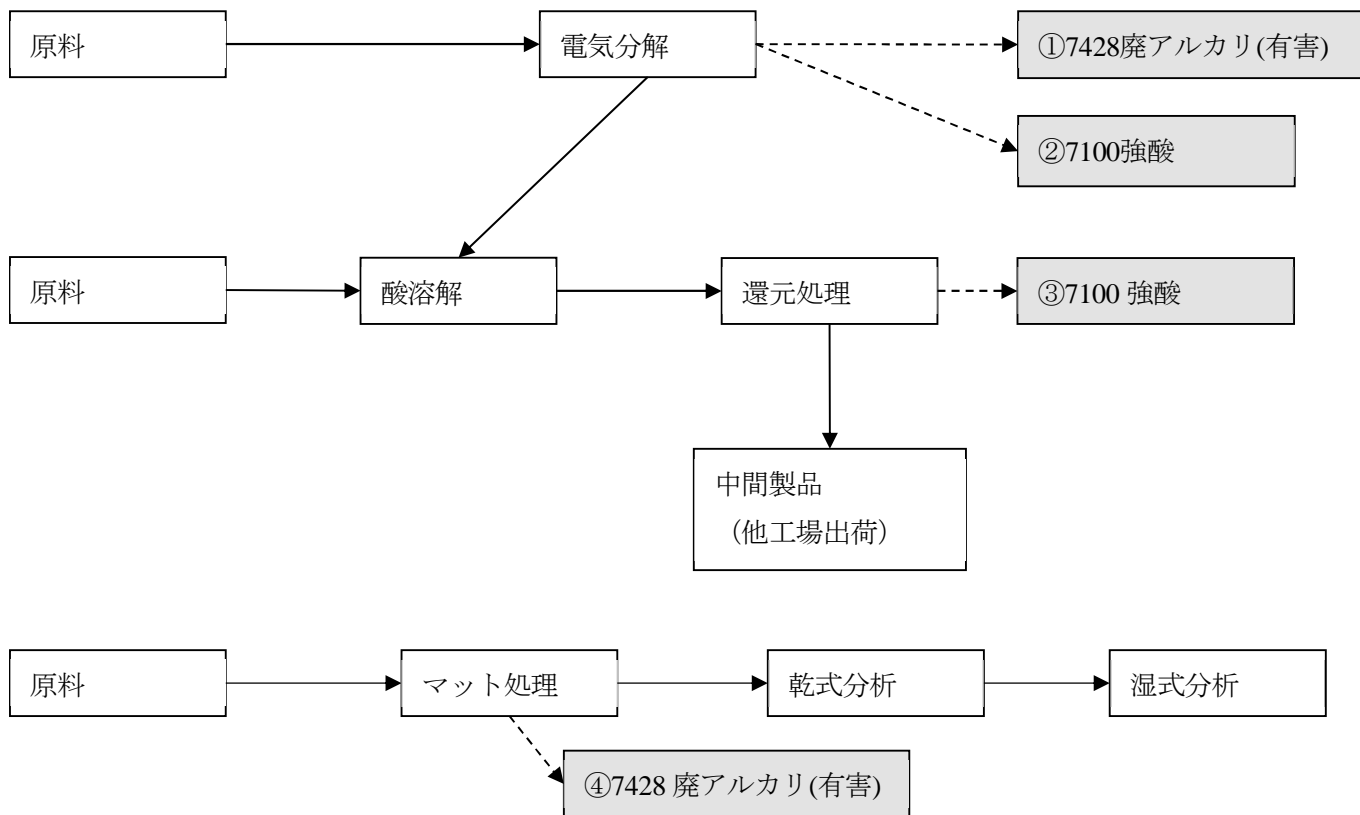 原料
電気分解
①7428廃アルカリ(有害)
②7100強酸
原料
酸溶解
還元処理
③7100 強酸
中間製品
（他工場出荷）
原料
マット処理
乾式分析
湿式分析
④7428 廃アルカリ(有害)